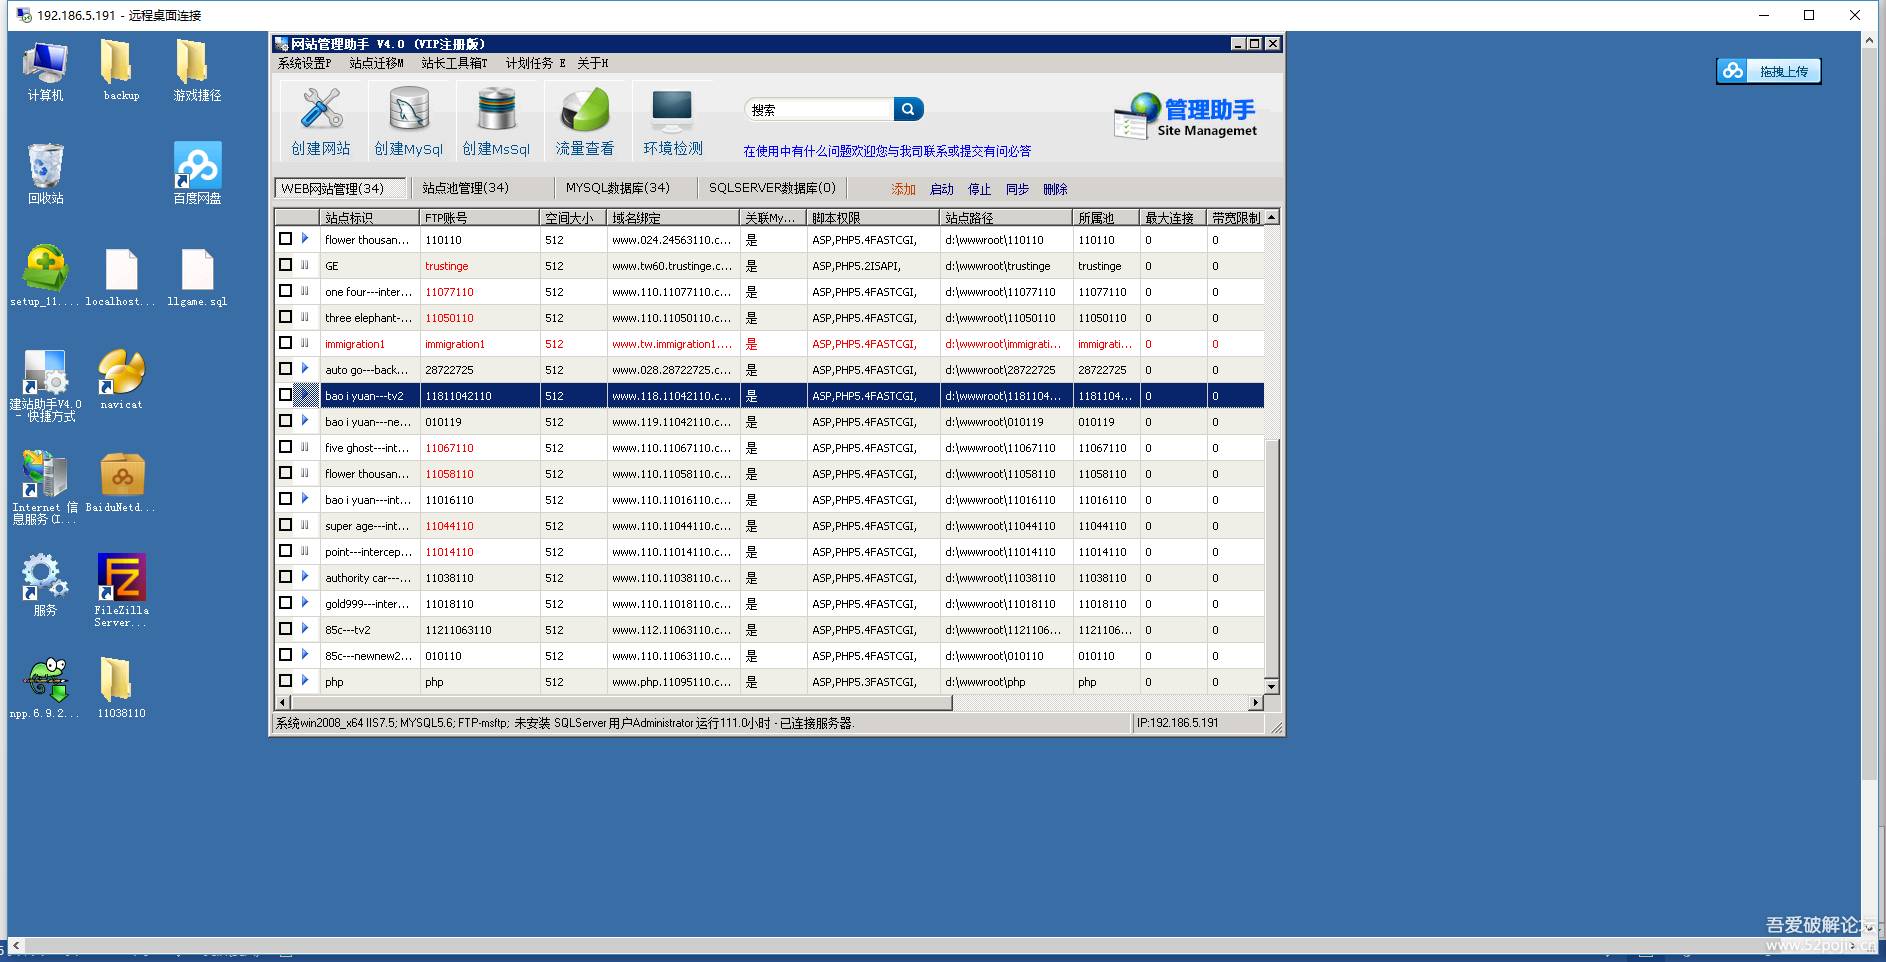 192.186.5.191 - 远程桌面连接
计算机
backup
游戏捷径
回收站
百度网盘
setup_11....
localhost...
llgame.sql
建站助手V4.0
- 快捷方式
navicat
Internet 信
息服务(I...
BaiduNetd...
服务
FileZilla
Server...
npp.6.9.2...
11038110
拖拽上传
网站管理助手 V4.0 (VIP注册版)
系统设置P 站点迁移M 站长工具箱T 计划任务 E 关于H
创建网站 创建MySql 创建MsSql 流量查看 环境检测
搜索
在使用中有什么问题欢迎您与我司联系或提交有问必答
管理助手
Site Managemet
WEB网站管理(34) 站点池管理(34) MYSQL数据库(34) SQLSERVER数据库(0) 添加 启动 停止 同步 删除
站点标识 FTP账号 空间大小 域名绑定 关联My... 脚本权限 站点路径 所属池 最大连接 带宽限制
flower thousan... 110110 512 www.024.24563110.c... 是 ASP,PHP5.4FASTCGI, d:\wwwroot\110110 110110 0 0
GE trustinge 512 www.tw60.trustinge.c... 是 ASP,PHP5.2ISAPI, d:\wwwroot\trustinge trustinge 0 0
one four---inter... 11077110 512 www.110.11077110.c... 是 ASP,PHP5.4FASTCGI, d:\wwwroot\11077110 11077110 0 0
three elephant-... 11050110 512 www.110.11050110.c... 是 ASP,PHP5.4FASTCGI, d:\wwwroot\11050110 11050110 0 0
immigration1 immigration1 512 www.tw.immigration1.... 是 ASP,PHP5.4FASTCGI, d:\wwwroot\immigrati... immigrati... 0 0
auto go---back... 28722725 512 www.028.28722725.c... 是 ASP,PHP5.4FASTCGI, d:\wwwroot\28722725 28722725 0 0
bao i yuan---tv2 11811042110 512 www.118.11042110.c... 是 ASP,PHP5.4FASTCGI, d:\wwwroot\1181104... 1181104... 0 0
bao i yuan---ne... 010119 512 www.119.11042110.c... 是 ASP,PHP5.4FASTCGI, d:\wwwroot\010119 010119 0 0
five ghost---int... 11067110 512 www.110.11067110.c... 是 ASP,PHP5.4FASTCGI, d:\wwwroot\11067110 11067110 0 0
flower thousan... 11058110 512 www.110.11058110.c... 是 ASP,PHP5.4FASTCGI, d:\wwwroot\11058110 11058110 0 0
bao i yuan---int... 11016110 512 www.110.11016110.c... 是 ASP,PHP5.4FASTCGI, d:\wwwroot\11016110 11016110 0 0
super age---int... 11044110 512 www.110.11044110.c... 是 ASP,PHP5.4FASTCGI, d:\wwwroot\11044110 11044110 0 0
point---intercep... 11014110 512 www.110.11014110.c... 是 ASP,PHP5.4FASTCGI, d:\wwwroot\11014110 11014110 0 0
authority car---... 11038110 512 www.110.11038110.c... 是 ASP,PHP5.4FASTCGI, d:\wwwroot\11038110 11038110 0 0
gold999---inter... 11018110 512 www.110.11018110.c... 是 ASP,PHP5.4FASTCGI, d:\wwwroot\11018110 11018110 0 0
85c---tv2 11211063110 512 www.112.11063110.c... 是 ASP,PHP5.4FASTCGI, d:\wwwroot\1121106... 1121106... 0 0
85c---newnew2... 010110 512 www.110.11063110.c... 是 ASP,PHP5.4FASTCGI, d:\wwwroot\010110 010110 0 0
php php 512 www.php.11095110.c... 是 ASP,PHP5.3FASTCGI, d:\wwwroot\php php 0 0
系统win2008_x64 IIS7.5; MYSQL5.6; FTP-msftp; 未安装 SQLServer 用户Administrator 运行111.0小时 - 已连接服务器. IP:192.186.5.191
吾爱破解论坛
www.52pojie.cn